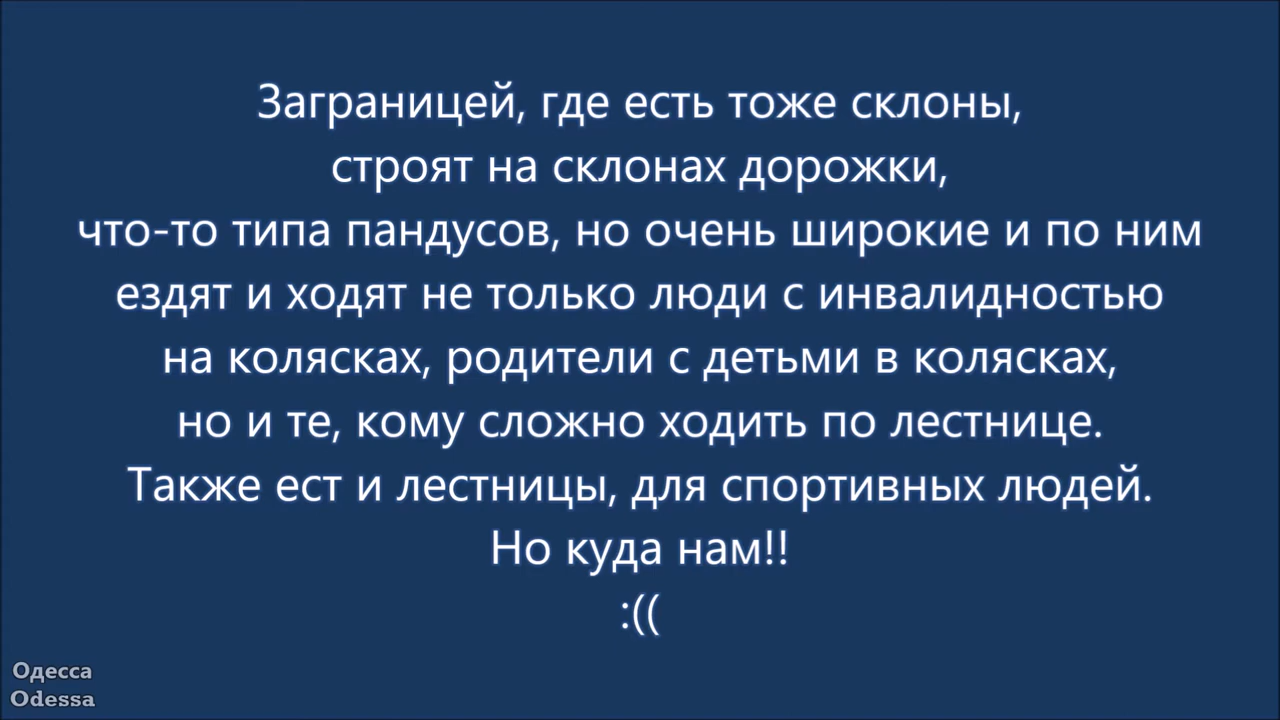 Заграницей, где есть тоже склоны,
строят на склонах дорожки,
что-то типа пандусов, но очень широкие и по ним
ездят и ходят не только люди с инвалидностью
на колясках, родители с детьми в колясках,
но и те, кому сложно ходить по лестнице.
Также ест и лестницы, для спортивных людей.
Но куда нам!!
:((
Одесса
Odessa